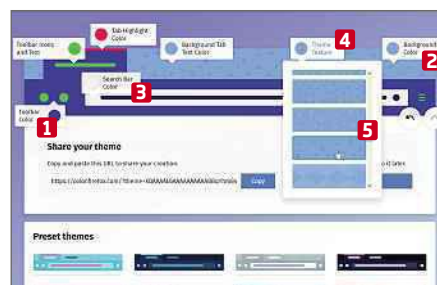 Tab Highlight
Color
Toolbar Icons
and Text
Background Tab
Text Color
Theme
Texture
4
Background
Color
2
Search Bar
Color
3
Toolbar
Color
1
5
Share your theme
Copy and paste this URL to share your creation
it later
Copy
Preset themes